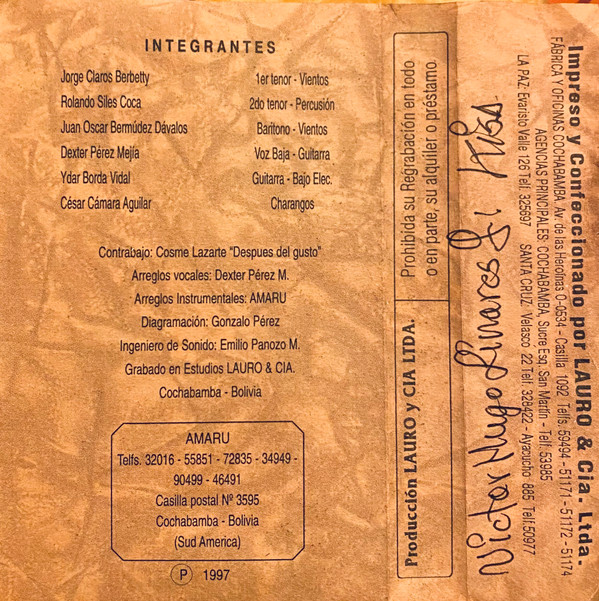 INTEGRANTES
Jorge Claros Berbetty - 1er tenor - Vientos
Rolando Siles Coca - 2do tenor - Percusión
Juan Oscar Bermúdez Dávalos - Baritono - Vientos
Dexter Pérez Mejía - Voz Baja - Guitarra
Ydar Borda Vidal - Guitarra - Bajo Elec.
César Cámara Aguilar - Charangos
Contrabajo: Cosme Lazarte "Despues del gusto"
Arreglos vocales: Dexter Pérez M.
Arreglos Instrumentales: AMARU
Diagramación: Gonzalo Pérez
Ingeniero de Sonido: Emilio Panozo M.
Grabado en Estudios LAURO & CIA.
Cochabamba - Bolivia
AMARU
Telfs. 32016 - 55851 - 72835 - 34949 -
90499 - 46491
Casilla postal Nº 3595
Cochabamba - Bolivia
(Sud America)
P 1997
Prohibida su Regrabación en todo
o en parte, su alquiler o préstamo.
Producción LAURO y CIA LTDA.
Victor Hugo Linares
Impreso y Confeccionado por LAURO & Cia. Ltda.
FÁBRICA Y OFICINAS COCHABAMBA: Av. de las Heroínas O-0534 - Casilla 1092 Telfs. 59494 - 51171 - 51172 - 51174
AGENCIAS PRINCIPALES: COCHABAMBA, Sucre Esq. San Martín - Telf. 53985
LA PAZ: Evaristo Valle 126 Telf. 325697 SANTA CRUZ: Velasco 22 Telf. 328422 - Ayacucho 885 Telf.50977